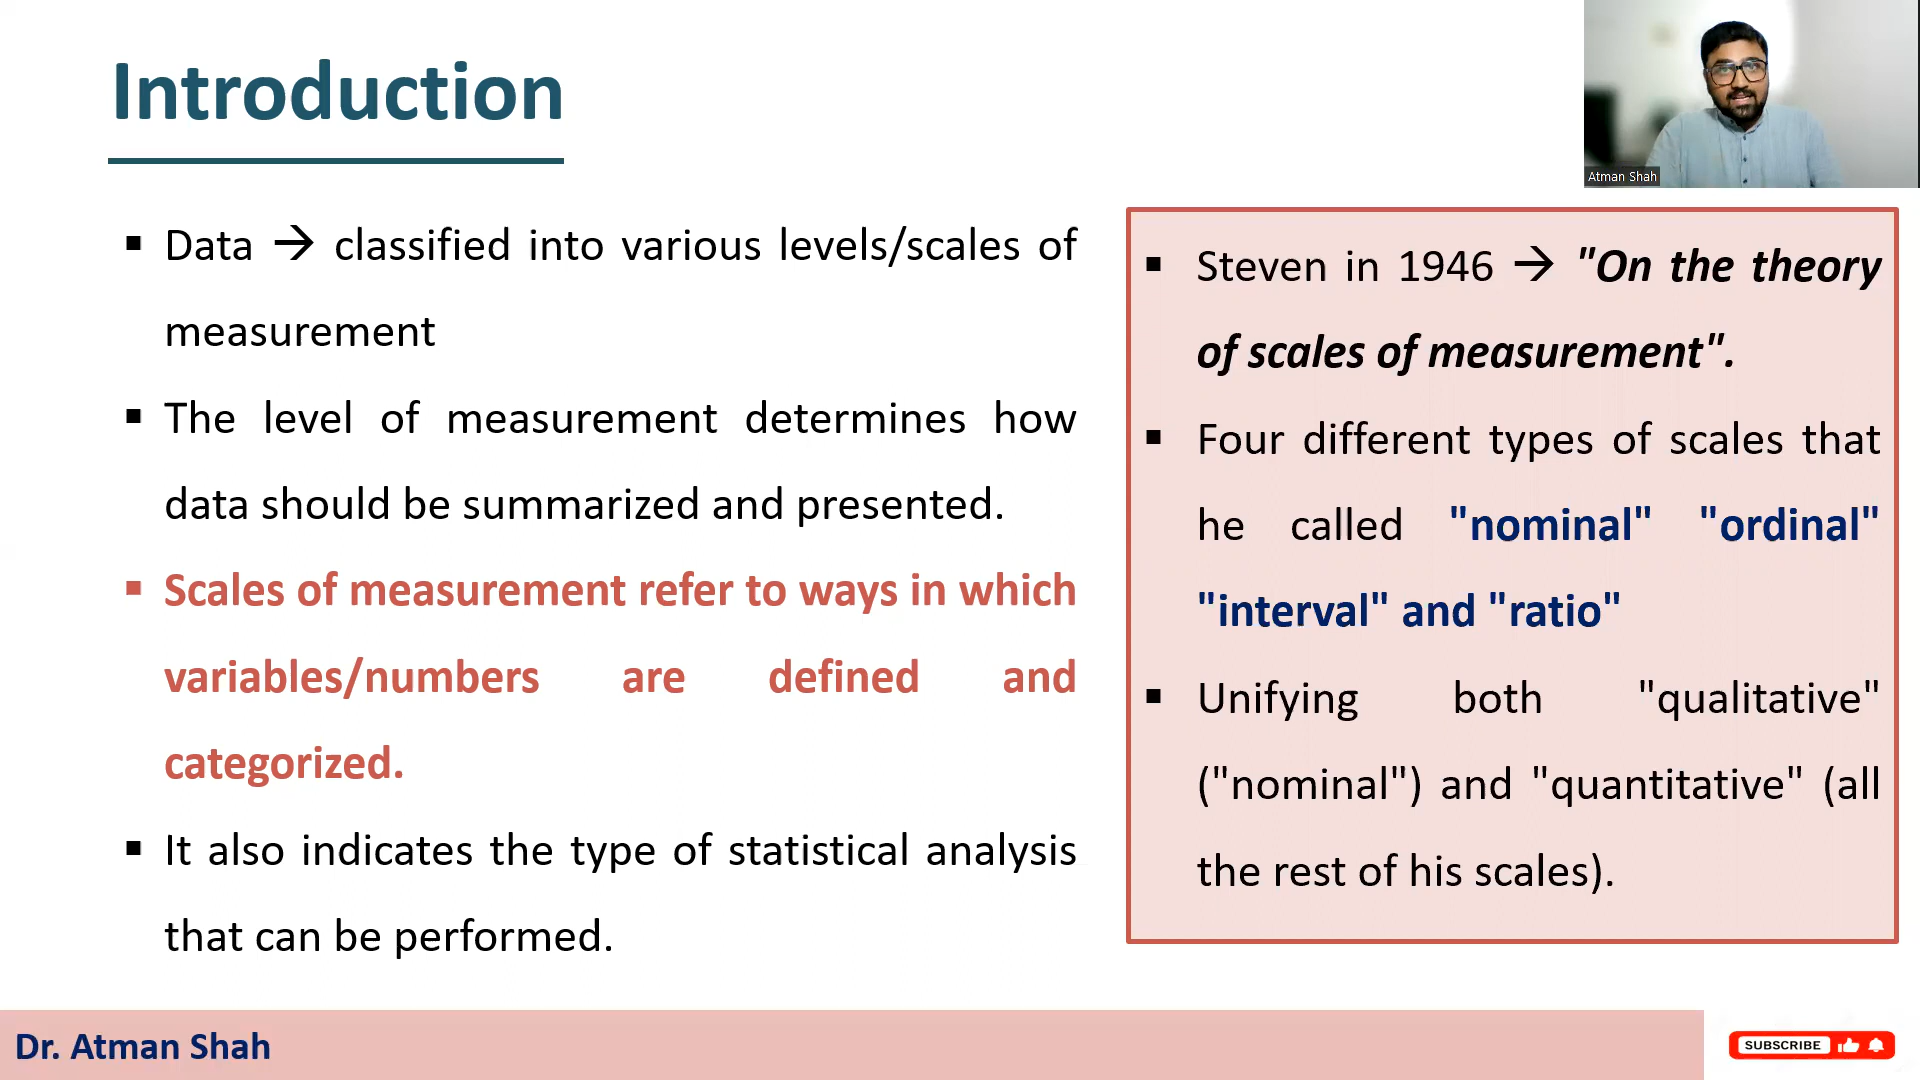 Introduction
Atman Shah
▪ Data → classified into various levels/scales of
measurement
▪ The level of measurement determines how
data should be summarized and presented.
▪ Scales of measurement refer to ways in which
variables/numbers are defined and
categorized.
▪ It also indicates the type of statistical analysis
that can be performed.
▪ Steven in 1946 → "On the theory
of scales of measurement".
▪ Four different types of scales that
he called "nominal" "ordinal"
"interval" and "ratio"
▪ Unifying both "qualitative"
("nominal") and "quantitative" (all
the rest of his scales).
Dr. Atman Shah
SUBSCRIBE